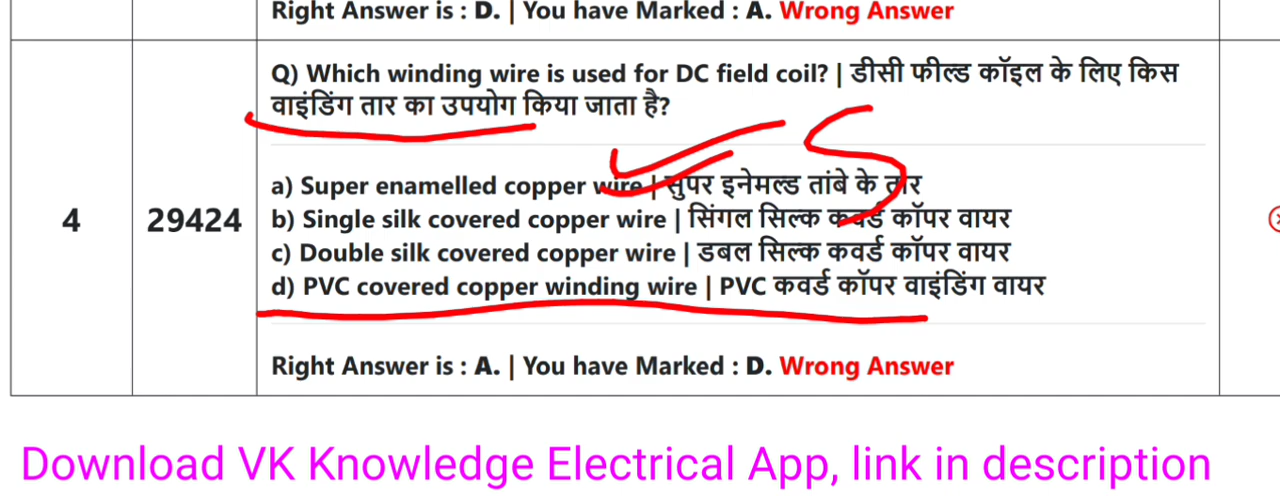 Right Answer is : D. | You have Marked : A. Wrong Answer
Q) Which winding wire is used for DC field coil? | डीसी फील्ड कॉइल के लिए किस
वाइंडिंग तार का उपयोग किया जाता है?
a) Super enamelled copper wire | सुपर इनेमल्ड तांबे के तार
4
29424
b) Single silk covered copper wire | सिंगल सिल्क कवर्ड कॉपर वायर
c) Double silk covered copper wire | डबल सिल्क कवर्ड कॉपर वायर
d) PVC covered copper winding wire | PVC कवर्ड कॉपर वाइंडिंग वायर
Right Answer is : A. | You have Marked : D. Wrong Answer
Download VK Knowledge Electrical App, link in description